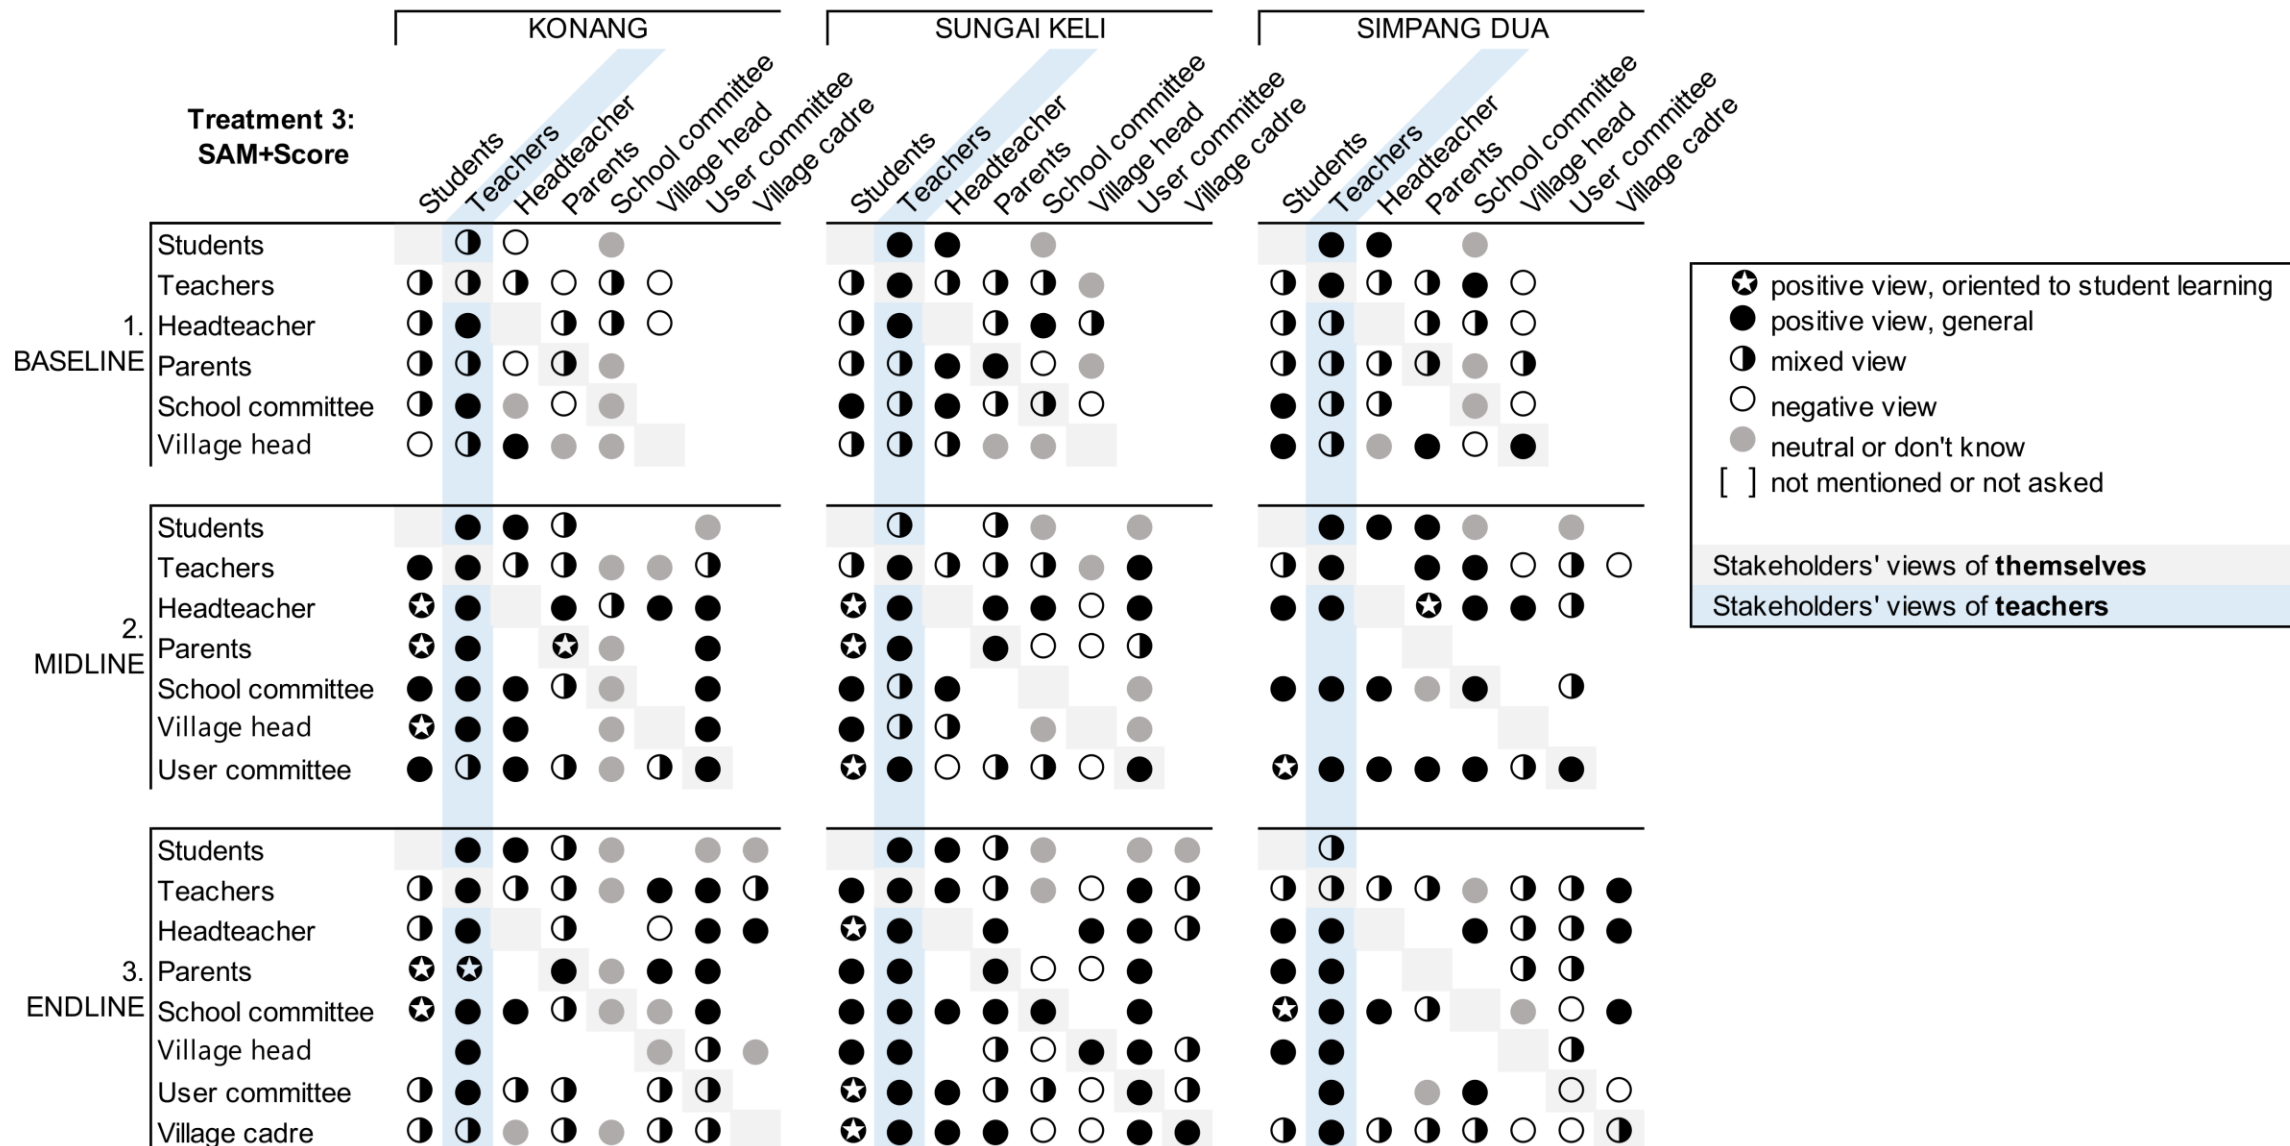 KONANG
SUNGAI KELI
SIMPANG DUA
Treatment 3:
SAM+Score
Students
Teachers
Headteacher
Parents
School committee
Village head
User committee
Village cadre
Students
Teachers
Headteacher
Parents
School committee
Village head
User committee
Village cadre
Students
Teachers
Headteacher
Parents
School committee
Village head
User committee
Village cadre
1.
BASELINE
Students
Teachers
Headteacher
Parents
School committee
Village head
2.
MIDLINE
Students
Teachers
Headteacher
Parents
School committee
Village head
User committee
3.
ENDLINE
Students
Teachers
Headteacher
Parents
School committee
Village head
User committee
Village cadre
positive view, oriented to student learning
positive view, general
mixed view
negative view
neutral or don't know
[ ] not mentioned or not asked
Stakeholders' views of themselves
Stakeholders' views of teachers